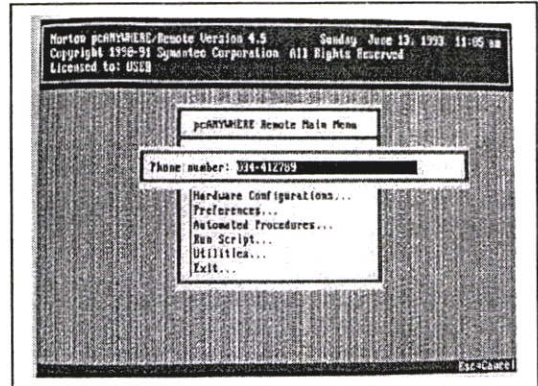 Norton pcANYWHERE/Remote Version 4.5 Sunday, June 13, 1993 11:05 am
Copyright 1990-91 Symantec Corporation All Rights Reserved
Licensed to: USER
pcANYWHERE Remote Main Menu
Phone number: 034-412789
Hardware Configurations...
Preferences...
Automated Procedures...
Run Script...
Utilities...
Exit...
Esc=Cancel